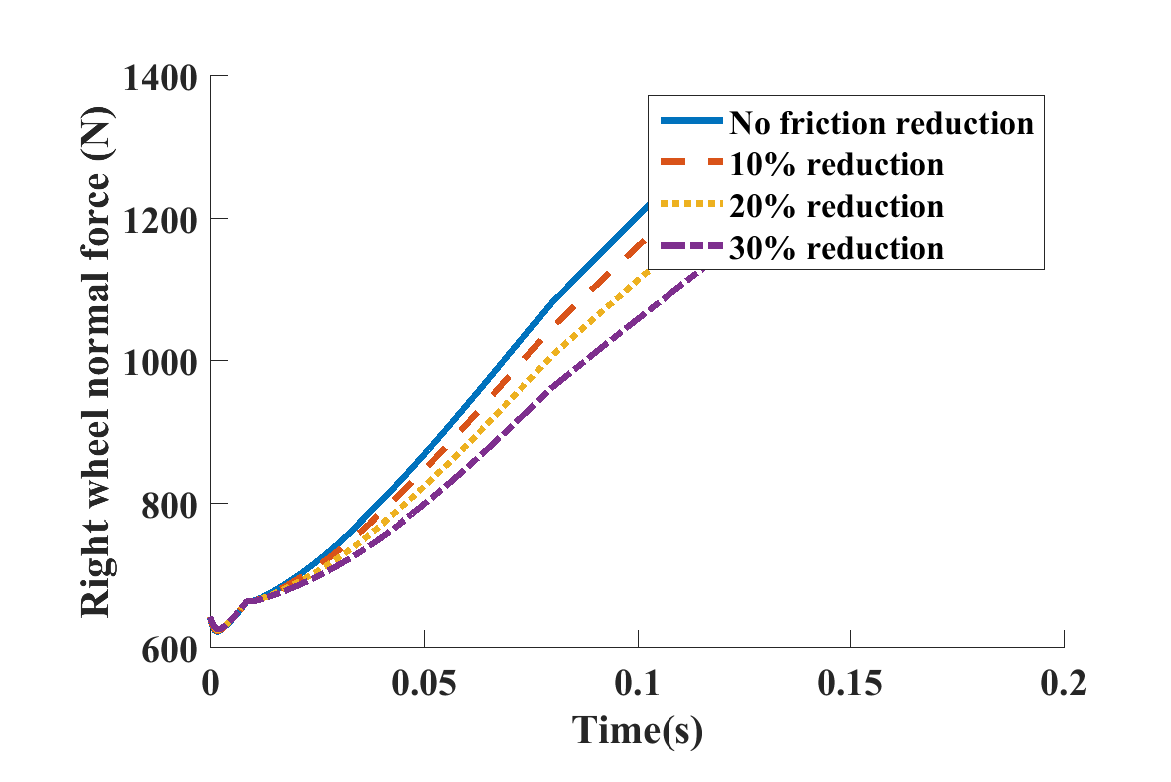 1400
1200
1000
800
600
Right wheel normal force (N)
No friction reduction
10% reduction
20% reduction
30% reduction
0
0.05
0.1
0.15
0.2
Time(s)